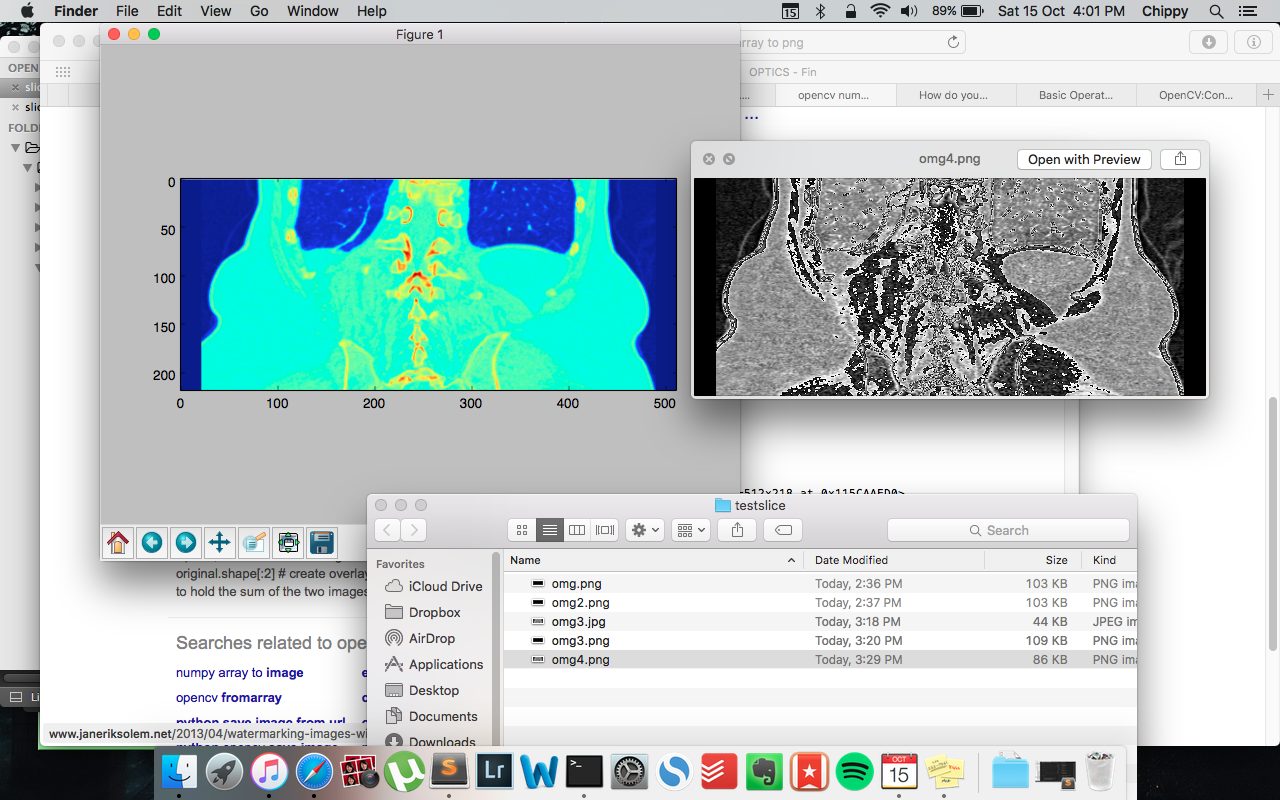 Finder File Edit View Go Window Help
15 89% Sat 15 Oct 4:01 PM Chippy
Figure 1
array to png
OPEN
OPTICS - Fin
slic
opencv num... How do you... Basic Operat... OpenCV:Con...
slic
FOLD
...
omg4.png Open with Preview
0
50
100
150
200
0 100 200 300 400 500
=512x218 at 0x115CAAED0>
testslice
Search
Favorites
iCloud Drive
Dropbox
AirDrop
Applications
Desktop
Documents
Downloads
Name Date Modified Size Kind
omg.png Today, 2:36 PM 103 KB PNG ima
omg2.png Today, 2:37 PM 103 KB PNG ima
omg3.jpg Today, 3:18 PM 44 KB JPEG im
omg3.png Today, 3:20 PM 109 KB PNG ima
omg4.png Today, 3:29 PM 86 KB PNG ima
original.shape[:2] # create overlay
to hold the sum of the two images
Searches related to ope
numpy array to image
opencv fromarray
python save image from url
Li
www.janeriksolem.net/2013/04/watermarking-images-wi
Lr
OCT
15